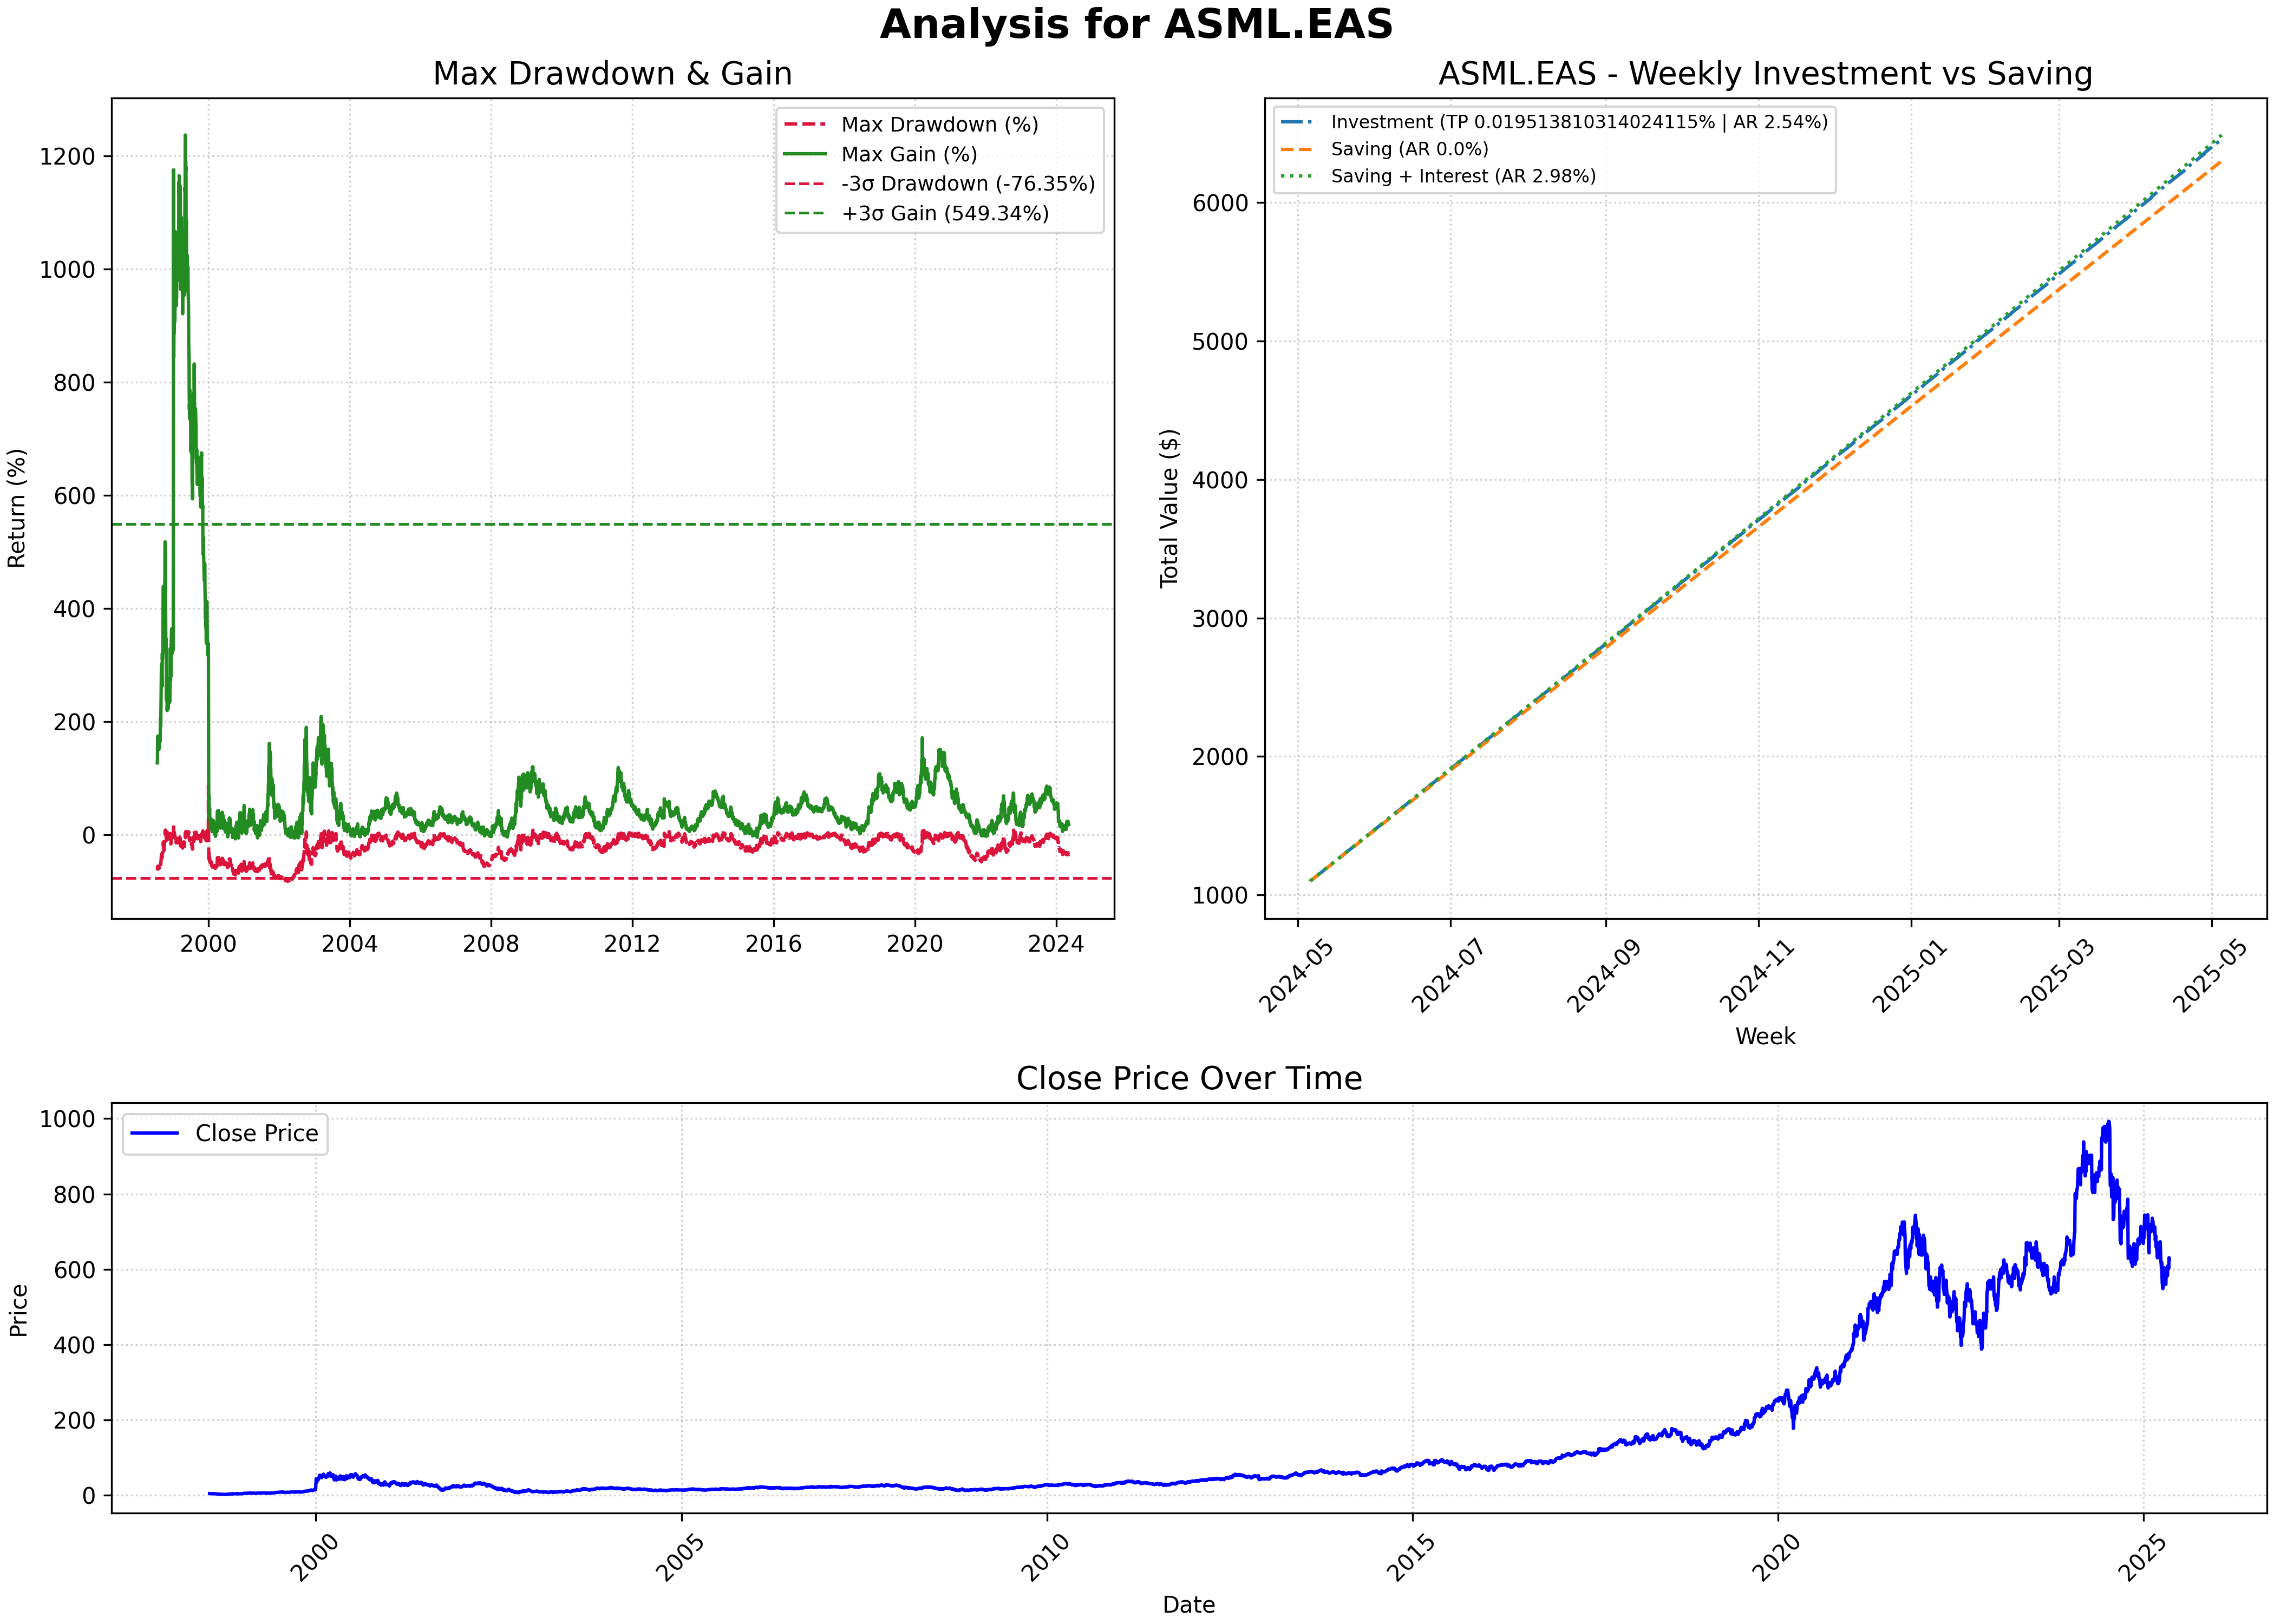 Analysis for ASML.EAS
Max Drawdown & Gain
Max Drawdown (%)
Max Gain (%)
-3σ Drawdown (-76.35%)
+3σ Gain (549.34%)
Return (%)
1200
1000
800
600
400
200
0
2000
2004
2008
2012
2016
2020
2024
ASML.EAS - Weekly Investment vs Saving
Investment (TP 0.019513810314024115% | AR 2.54%)
Saving (AR 0.0%)
Saving + Interest (AR 2.98%)
Total Value ($)
6000
5000
4000
3000
2000
1000
2024-05
2024-07
2024-09
2024-11
2025-01
2025-03
2025-05
Week
Close Price Over Time
Close Price
Price
1000
800
600
400
200
0
2000
2005
2010
2015
2020
2025
Date